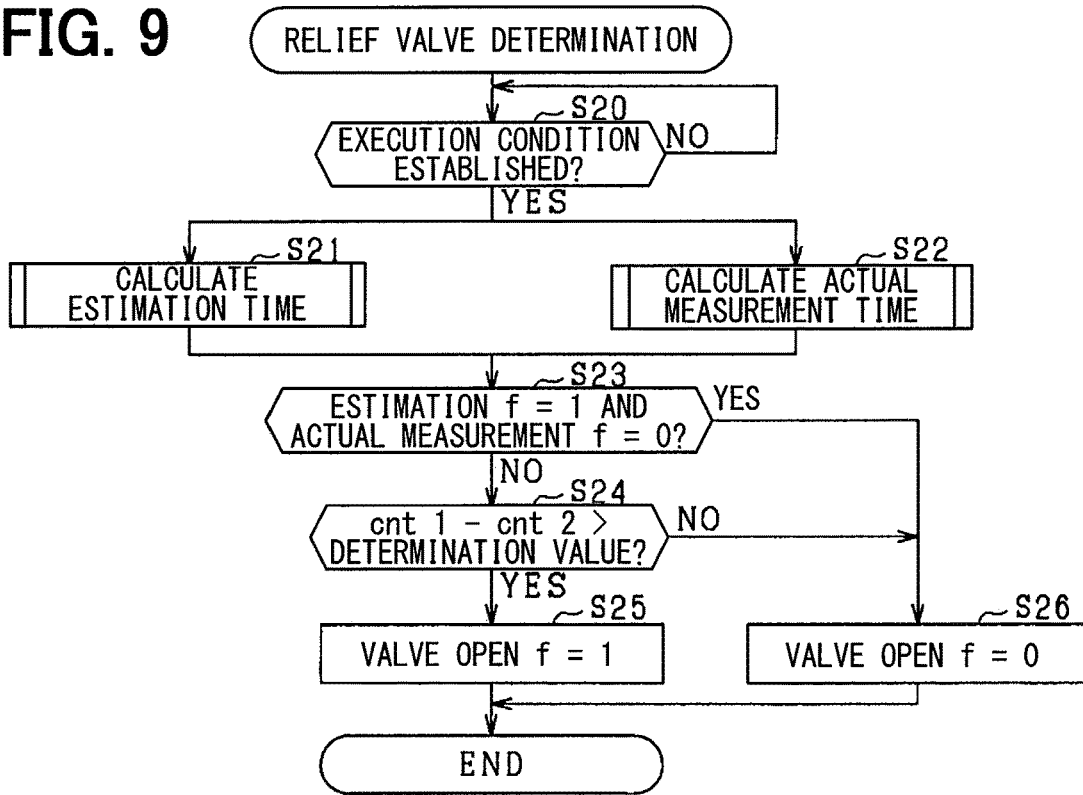 FIG. 9
RELIEF VALVE DETERMINATION
S20
EXECUTION CONDITION
ESTABLISHED?
NO
YES
S21
CALCULATE
ESTIMATION TIME
S22
CALCULATE ACTUAL
MEASUREMENT TIME
S23
ESTIMATION f = 1 AND
ACTUAL MEASUREMENT f = 0?
YES
NO
S24
cnt 1 - cnt 2 >
DETERMINATION VALUE?
NO
YES
S25
VALVE OPEN f = 1
S26
VALVE OPEN f = 0
END